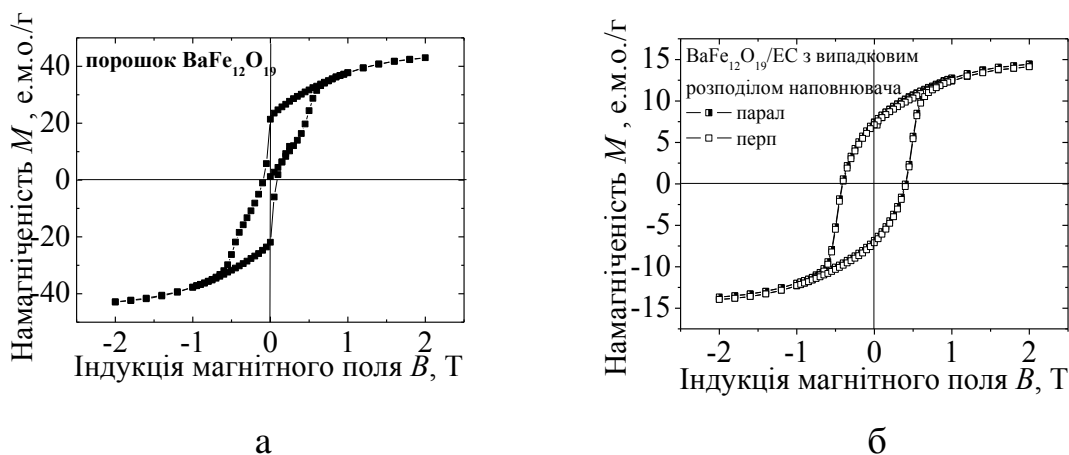 Намагніченість M , е.м.о./г
порошок BaFe12O19
40
20
0
-20
-40
-2 -1 0 1 2
Індукція магнітного поля B, Т
а
Намагніченість M , е.м.о./г
BaFe12O19/ЕС з випадковим
розподілом наповнювача
парал
перп
15
10
5
0
-5
-10
-15
-2 -1 0 1 2
Індукція магнітного поля B, Т
б